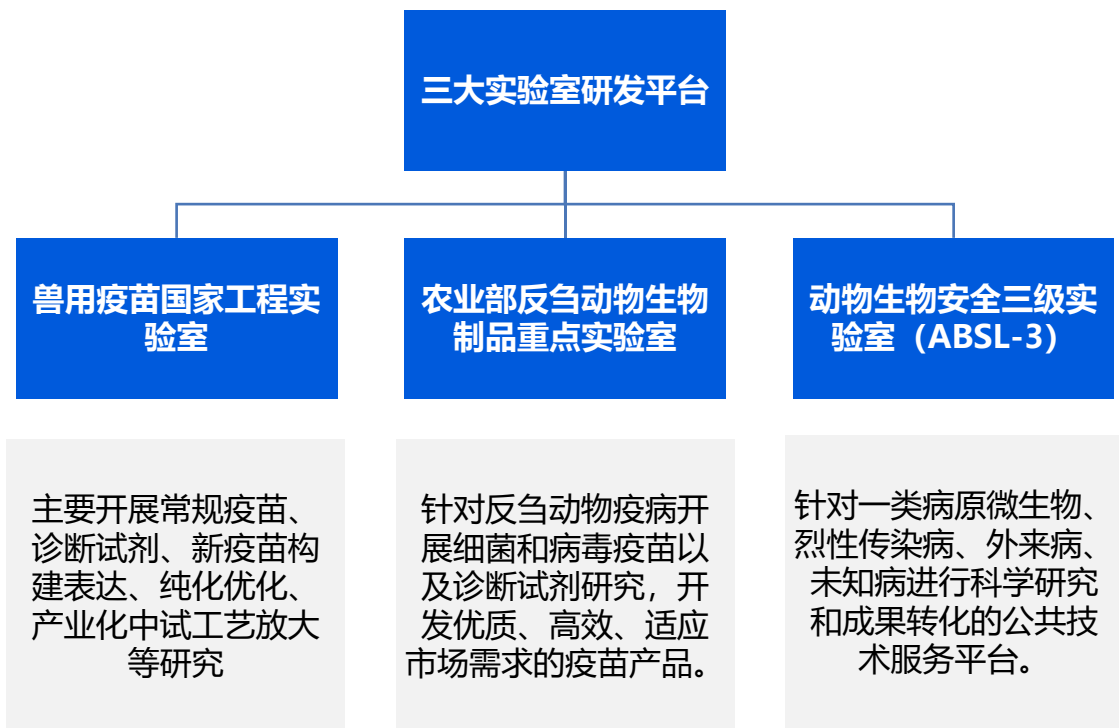 三大实验室研发平台
兽用疫苗国家工程实
验室
农业部反刍动物生物
制品重点实验室
动物生物安全三级实
验室（ABSL-3）
主要开展常规疫苗、
诊断试剂、新疫苗构
建表达、纯化优化、
产业化中试工艺放大
等研究
针对反刍动物疫病开
展细菌和病毒疫苗以
及诊断试剂研究，开
发优质、高效、适应
市场需求的疫苗产品。
针对一类病原微生物、
烈性传染病、外来病、
未知病进行科学研究
和成果转化的公共技
术服务平台。